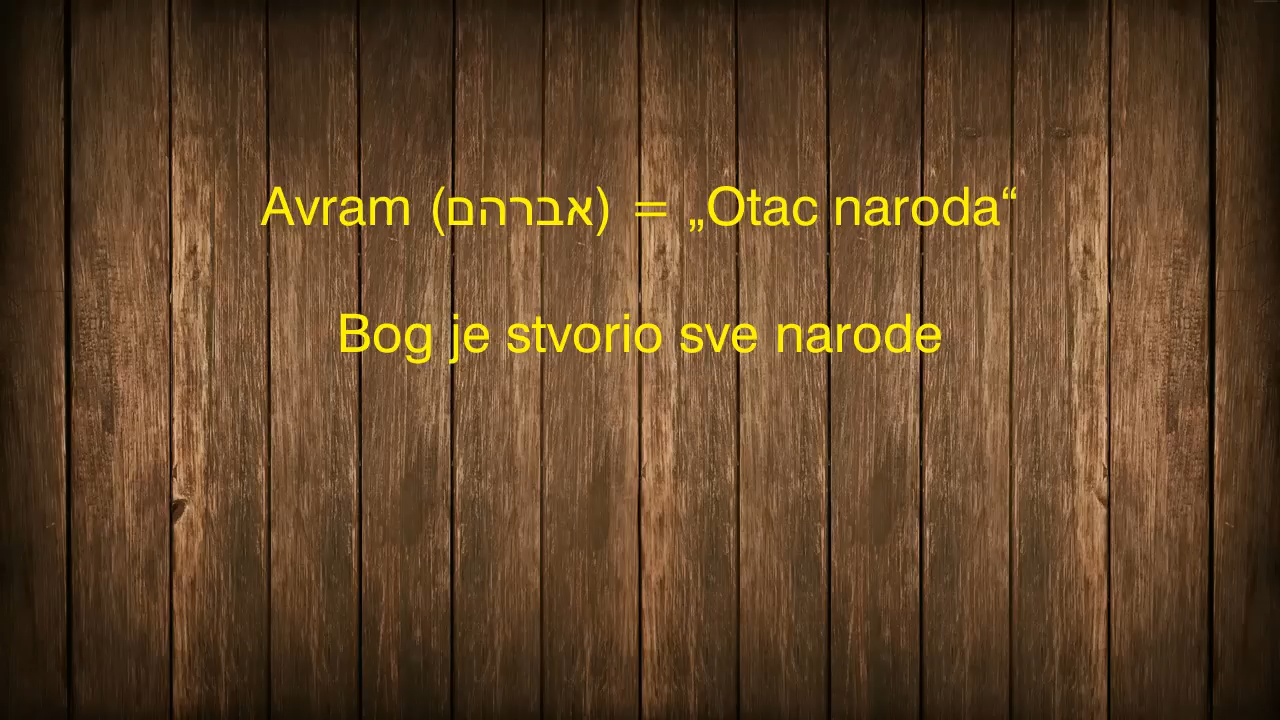 Avram (אברהם) = „Otac naroda“
Bog je stvorio sve narode